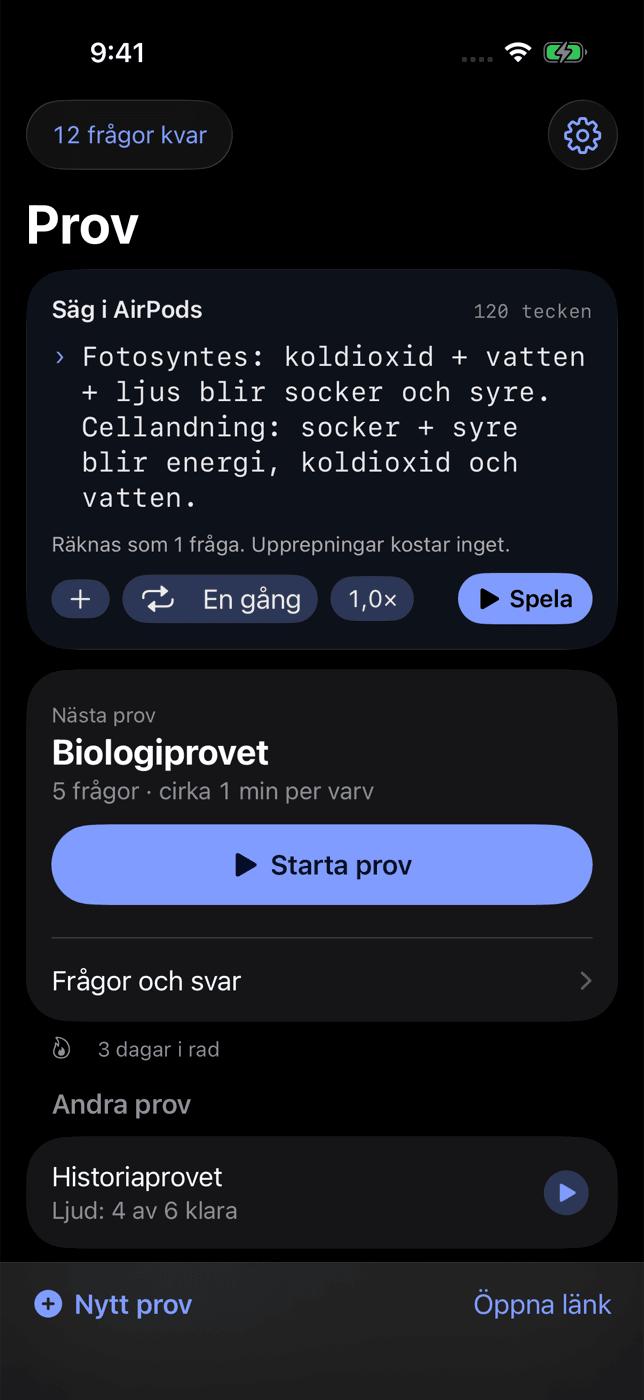 9:41
12 frågor kvar
Prov
Säg i AirPods
120 tecken
› Fotosyntes: koldioxid + vatten
+ ljus blir socker och syre.
Cellandning: socker + syre
blir energi, koldioxid och
vatten.
Räknas som 1 fråga. Upprepningar kostar inget.
+
En gång
1,0×
Spela
Nästa prov
Biologiprovet
5 frågor · cirka 1 min per varv
Starta prov
Frågor och svar
3 dagar i rad
Andra prov
Historiaprovet
Ljud: 4 av 6 klara
Nytt prov
Öppna länk